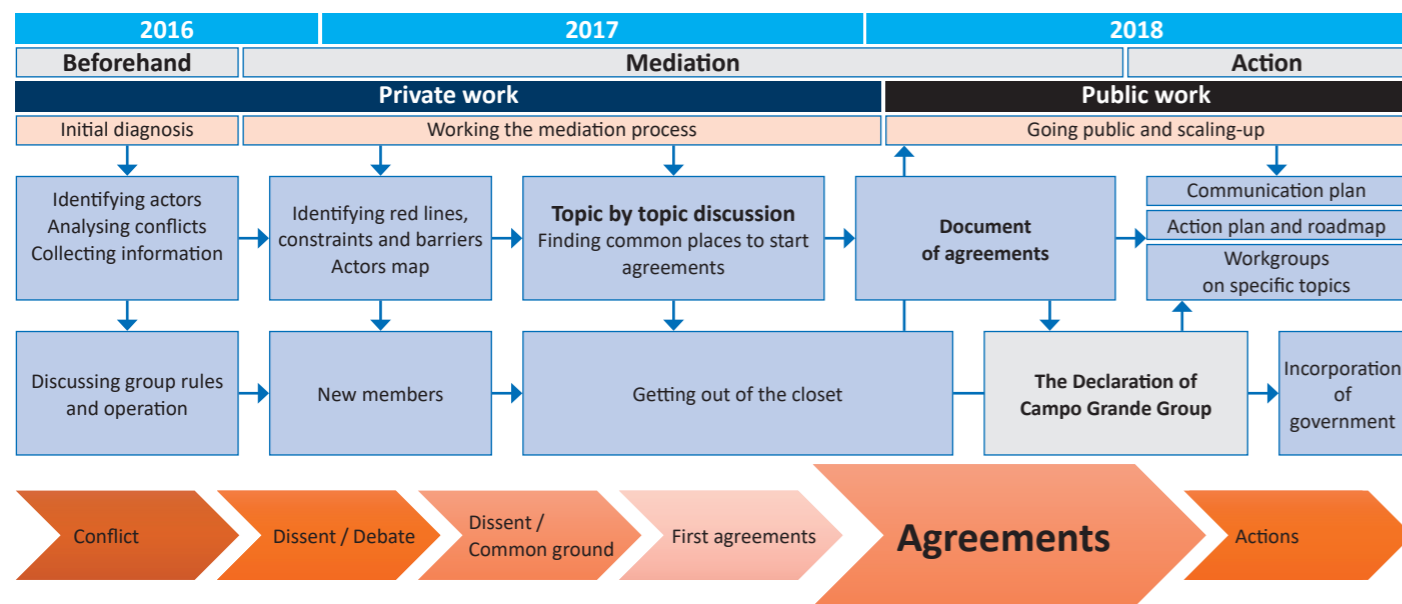 2016
2017
2018
Beforehand
Mediation
Action
Private work
Public work
Initial diagnosis
Working the mediation process
Going public and scaling-up
Identifying actors
Analysing conflicts
Collecting information
Identifying red lines,
constraints and barriers
Actors map
Topic by topic discussion
Finding common places to start
agreements
Document
of agreements
Communication plan
Action plan and roadmap
Workgroups
on specific topics
Discussing group rules
and operation
New members
Getting out of the closet
The Declaration of
Campo Grande Group
Incorporation
of
government
Conflict
Dissent / Debate
Dissent /
Common ground
First agreements
Agreements
Actions